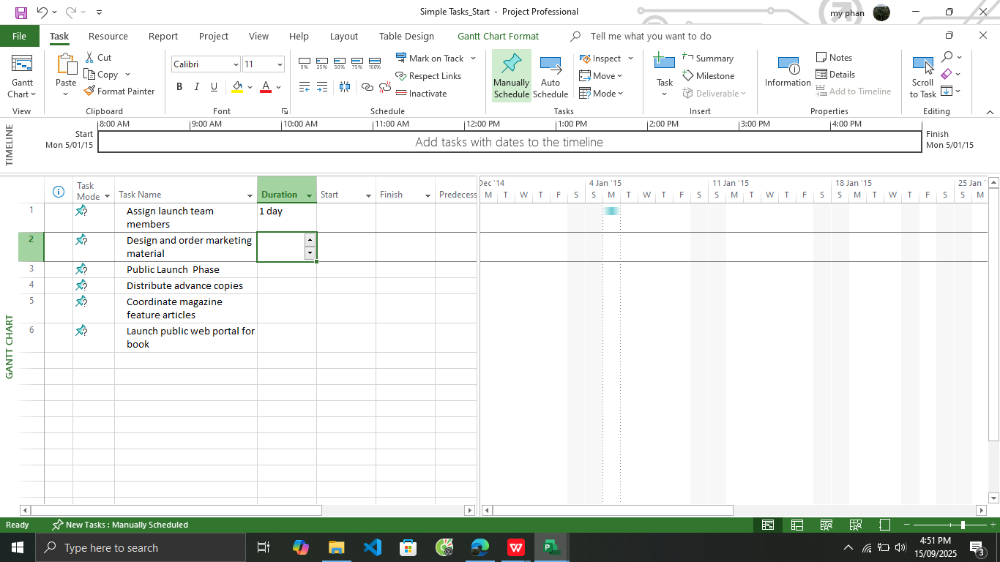 Simple Tasks_Start - Project Professional
my phan
File Task Resource Report Project View Help Layout Table Design Gantt Chart Format Tell me what you want to do
Gantt
Chart
View
Paste
Cut
Copy
Format Painter
Clipboard
Calibri 11
B I U A
Font
0% 25% 50% 75% 100%
Mark on Track
Respect Links
Inactivate
Schedule
Manually
Schedule
Auto
Schedule
Inspect
Move
Mode
Tasks
Task
Summary
Milestone
Deliverable
Insert
Information
Notes
Details
Add to Timeline
Properties
Scroll
to Task
Editing
TIMELINE
8:00 AM 9:00 AM 10:00 AM 11:00 AM 12:00 PM 1:00 PM 2:00 PM 3:00 PM 4:00 PM
Start
Mon 5/01/15
Add tasks with dates to the timeline
Finish
Mon 5/01/15
GANTT CHART
Task
Mode
Task Name Duration Start Finish Predecess
Dec '14 4 Jan '15 11 Jan '15 18 Jan '15 25 Jan '
M T W T F S S M T W T F S S M T W T F S S M T W T F S S M
1 Assign launch team
members 1 day
2 Design and order marketing
material
3 Public Launch Phase
4 Distribute advance copies
5 Coordinate magazine
feature articles
6 Launch public web portal for
book
Ready New Tasks : Manually Scheduled
Type here to search
4:51 PM
15/09/2025
3